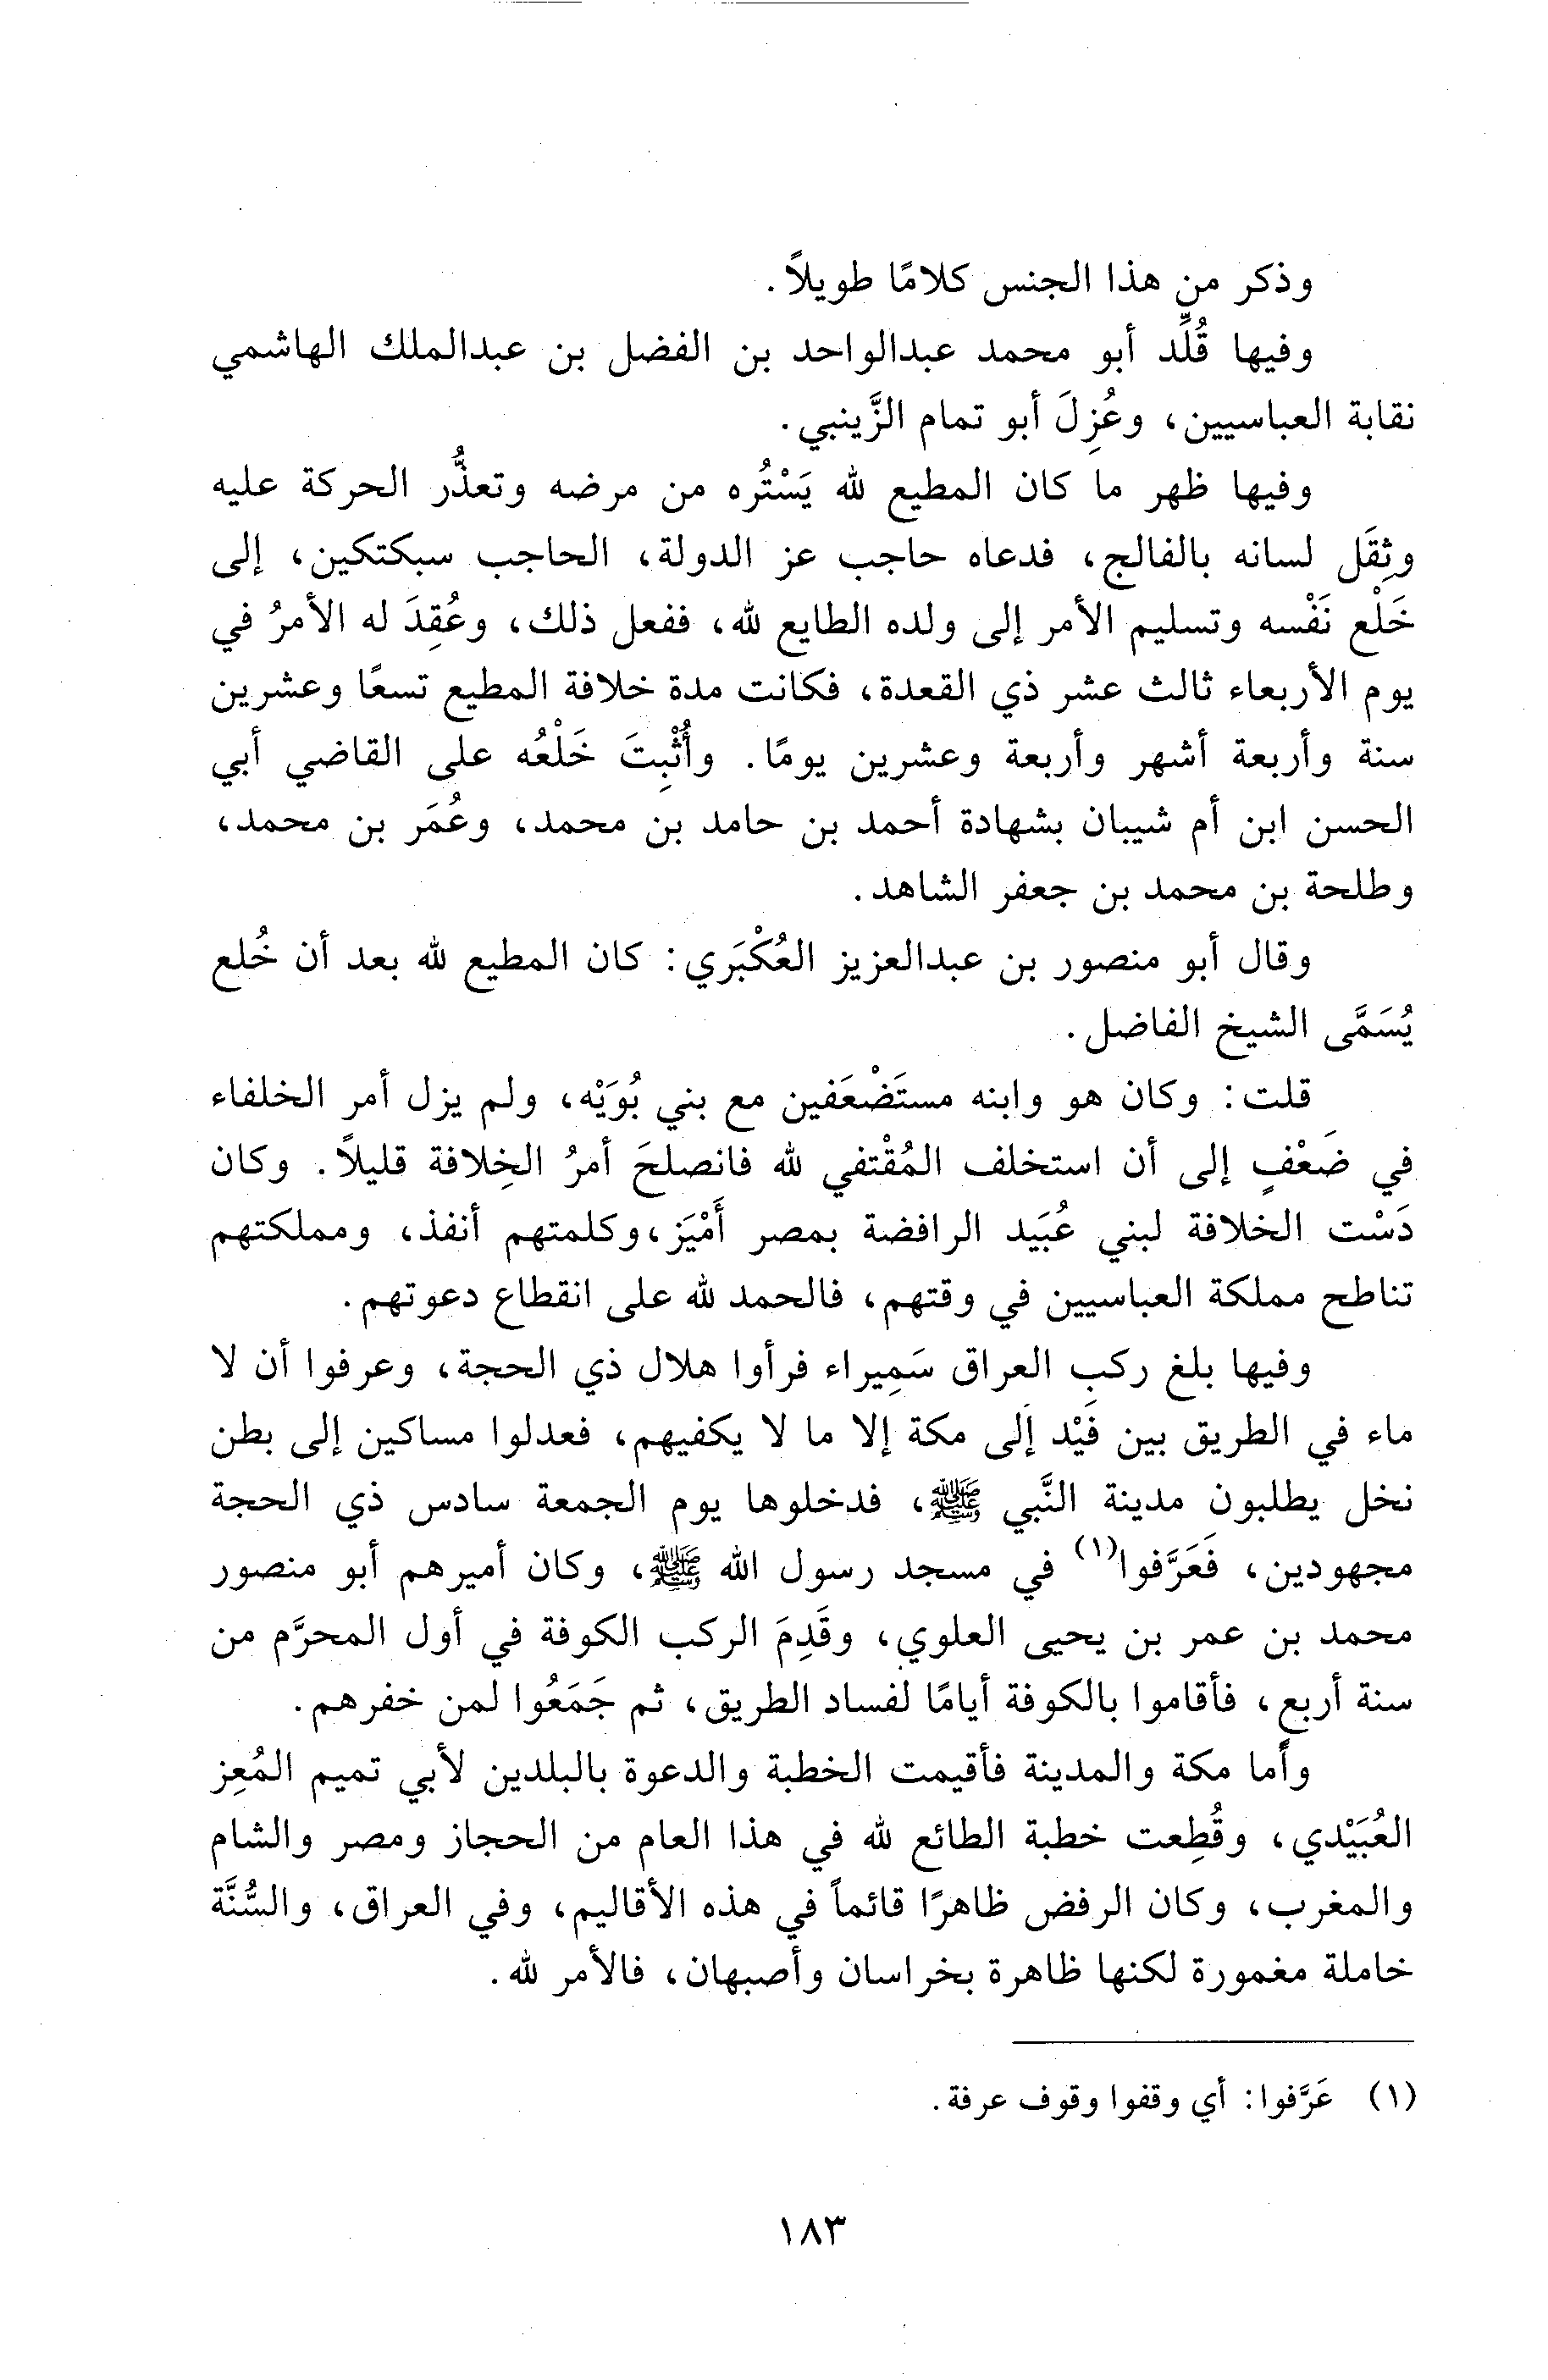 وذكر من هذا الجنس كلامًا طويلاً.
وفيها قُلِّد أبو محمد عبدالواحد بن الفضل بن عبدالملك الهاشمي
نقابة العباسيين، وعُزِلَ أبو تمام الزَّينبي.
وفيها ظهر ما كان المطيع لله يَسْتُره من مرضه وتعذُّر الحركة عليه
وثِقَل لسانه بالفالج، فدعاه حاجب عز الدولة، الحاجب سبكتكين، إلى
خَلْع نَفْسه وتسليم الأمر إلى ولده الطايع لله، ففعل ذلك، وعُقِدَ له الأمرُ في
يوم الأربعاء ثالث عشر ذي القعدة، فكانت مدة خلافة المطيع تسعًا وعشرين
سنة وأربعة أشهر وأربعة وعشرين يومًا. وأُثْبِتَ خَلْعُه على القاضي أبي
الحسن ابن أم شيبان بشهادة أحمد بن حامد بن محمد، وعُمَر بن محمد،
وطلحة بن محمد بن جعفر الشاهد.
وقال أبو منصور بن عبدالعزيز العُكْبَري: كان المطيع لله بعد أن خُلع
يُسَمَّى الشيخ الفاضل.
قلت: وكان هو وابنه مستَضْعَفين مع بني بُوَيْه، ولم يزل أمر الخلفاء
في ضَعْفٍ إلى أن استخلف المُقْتفي لله فانصلحَ أمرُ الخِلافة قليلاً. وكان
دَسْت الخلافة لبني عُبَيد الرافضة بمصر أَمْيَز،وكلمتهم أنفذ، ومملكتهم
تناطح مملكة العباسيين في وقتهم، فالحمد لله على انقطاع دعوتهم.
وفيها بلغ ركب العراق سَمِيراء فرأوا هلال ذي الحجة، وعرفوا أن لا
ماء في الطريق بين فَيْد إلى مكة إلا ما لا يكفيهم، فعدلوا مساكين إلى بطن
نخل يطلبون مدينة النَّبي ﷺ، فدخلوها يوم الجمعة سادس ذي الحجة
مجهودين، فَعَرَّفوا(١) في مسجد رسول الله ﷺ، وكان أميرهم أبو منصور
محمد بن عمر بن يحيى العلوي، وقَدِمَ الركب الكوفة في أول المحرَّم من
سنة أربع، فأقاموا بالكوفة أيامًا لفساد الطريق، ثم جَمَعُوا لمن خفرهم.
وأما مكة والمدينة فأقيمت الخطبة والدعوة بالبلدين لأبي تميم المُعِز
العُبَيْدي، وقُطِعت خطبة الطائع لله في هذا العام من الحجاز ومصر والشام
والمغرب، وكان الرفض ظاهرًا قائماً في هذه الأقاليم، وفي العراق، والسُّنَّة
خاملة مغمورة لكنها ظاهرة بخراسان وأصبهان، فالأمر لله.
(١) عَرَّفوا: أي وقفوا وقوف عرفة.
١٨٣